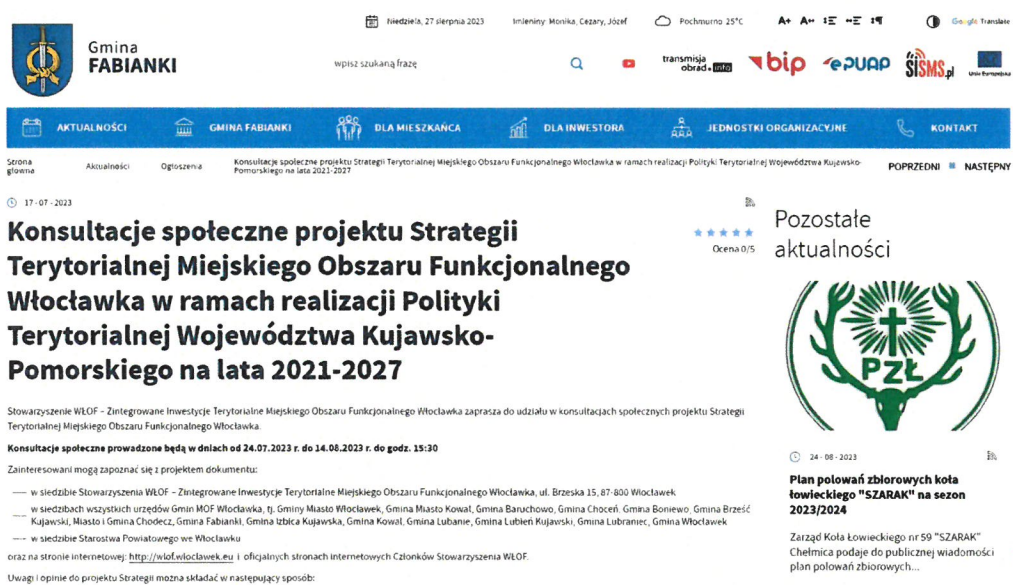 Niedziela, 27 sierpnia 2023
Imieniny: Monika, Cezary, Józef
Pochmurno 25°C
A+ A++
Google Translate
Gmina
FABIANKI
wpisz szukaną frazę
transmisja
obrad.info
bip
ePUAP
SISMS.pl
Unia Europejska
AKTUALNOŚCI
GMINA FABIANKI
DLA MIESZKAŃCA
DLA INWESTORA
JEDNOSTKI ORGANIZACYJNE
KONTAKT
Strona
główna
Aktualności
Ogłoszenia
Konsultacje społeczne projektu Strategii Terytorialnej Miejskiego Obszaru Funkcjonalnego Włocławka w ramach realizacji Polityki Terytorialnej Województwa Kujawsko-
Pomorskiego na lata 2021-2027
POPRZEDNI
NASTĘPNY
17 - 07 - 2023
Konsultacje społeczne projektu Strategii
Terytorialnej Miejskiego Obszaru Funkcjonalnego
Włocławka w ramach realizacji Polityki
Terytorialnej Województwa Kujawsko-
Pomorskiego na lata 2021-2027
Ocena 0/5
Stowarzyszenie WŁOF – Zintegrowane Inwestycje Terytorialne Miejskiego Obszaru Funkcjonalnego Włocławka zaprasza do udziału w konsultacjach społecznych projektu Strategii
Terytorialnej Miejskiego Obszaru Funkcjonalnego Włocławka.
Konsultacje społeczne prowadzone będą w dniach od 24.07.2023 r. do 14.08.2023 r. do godz. 15:30
Zainteresowani mogą zapoznać się z projektem dokumentu:
— w siedzibie Stowarzyszenia WŁOF – Zintegrowane Inwestycje Terytorialne Miejskiego Obszaru Funkcjonalnego Włocławka, ul. Brzeska 15, 87-800 Włocławek
— w siedzibach wszystkich urzędów Gmin MOF Włocławka, tj. Gminy Miasto Włocławek, Gmina Miasto Kowal, Gmina Baruchowo, Gmina Choceń, Gmina Boniewo, Gmina Brześć
Kujawski, Miasto i Gmina Chodecz, Gmina Fabianki, Gmina Izbica Kujawska, Gmina Kowal, Gmina Lubanie, Gmina Lubień Kujawski, Gmina Lubraniec, Gmina Włocławek
— w siedzibie Starostwa Powiatowego we Włocławku
oraz na stronie internetowej: http://wlof.wloclawek.eu i oficjalnych stronach internetowych Członków Stowarzyszenia WŁOF.
Uwagi i opinie do projektu Strategii można składać w następujący sposób:
Pozostałe
aktualności
PZŁ
24 - 08 - 2023
Plan polowań zbiorowych koła
łowieckiego "SZARAK" na sezon
2023/2024
Zarząd Koła Łowieckiego nr 59 "SZARAK"
Chełmica podaje do publicznej wiadomości
plan polowań zbiorowych...